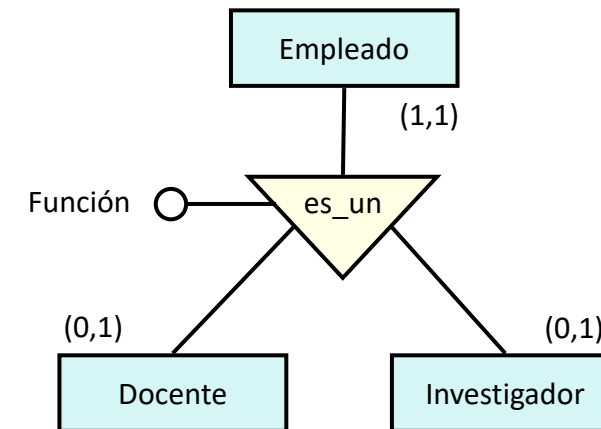 Empleado
(1,1)
Función
es_un
(0,1)
(0,1)
Docente
Investigador